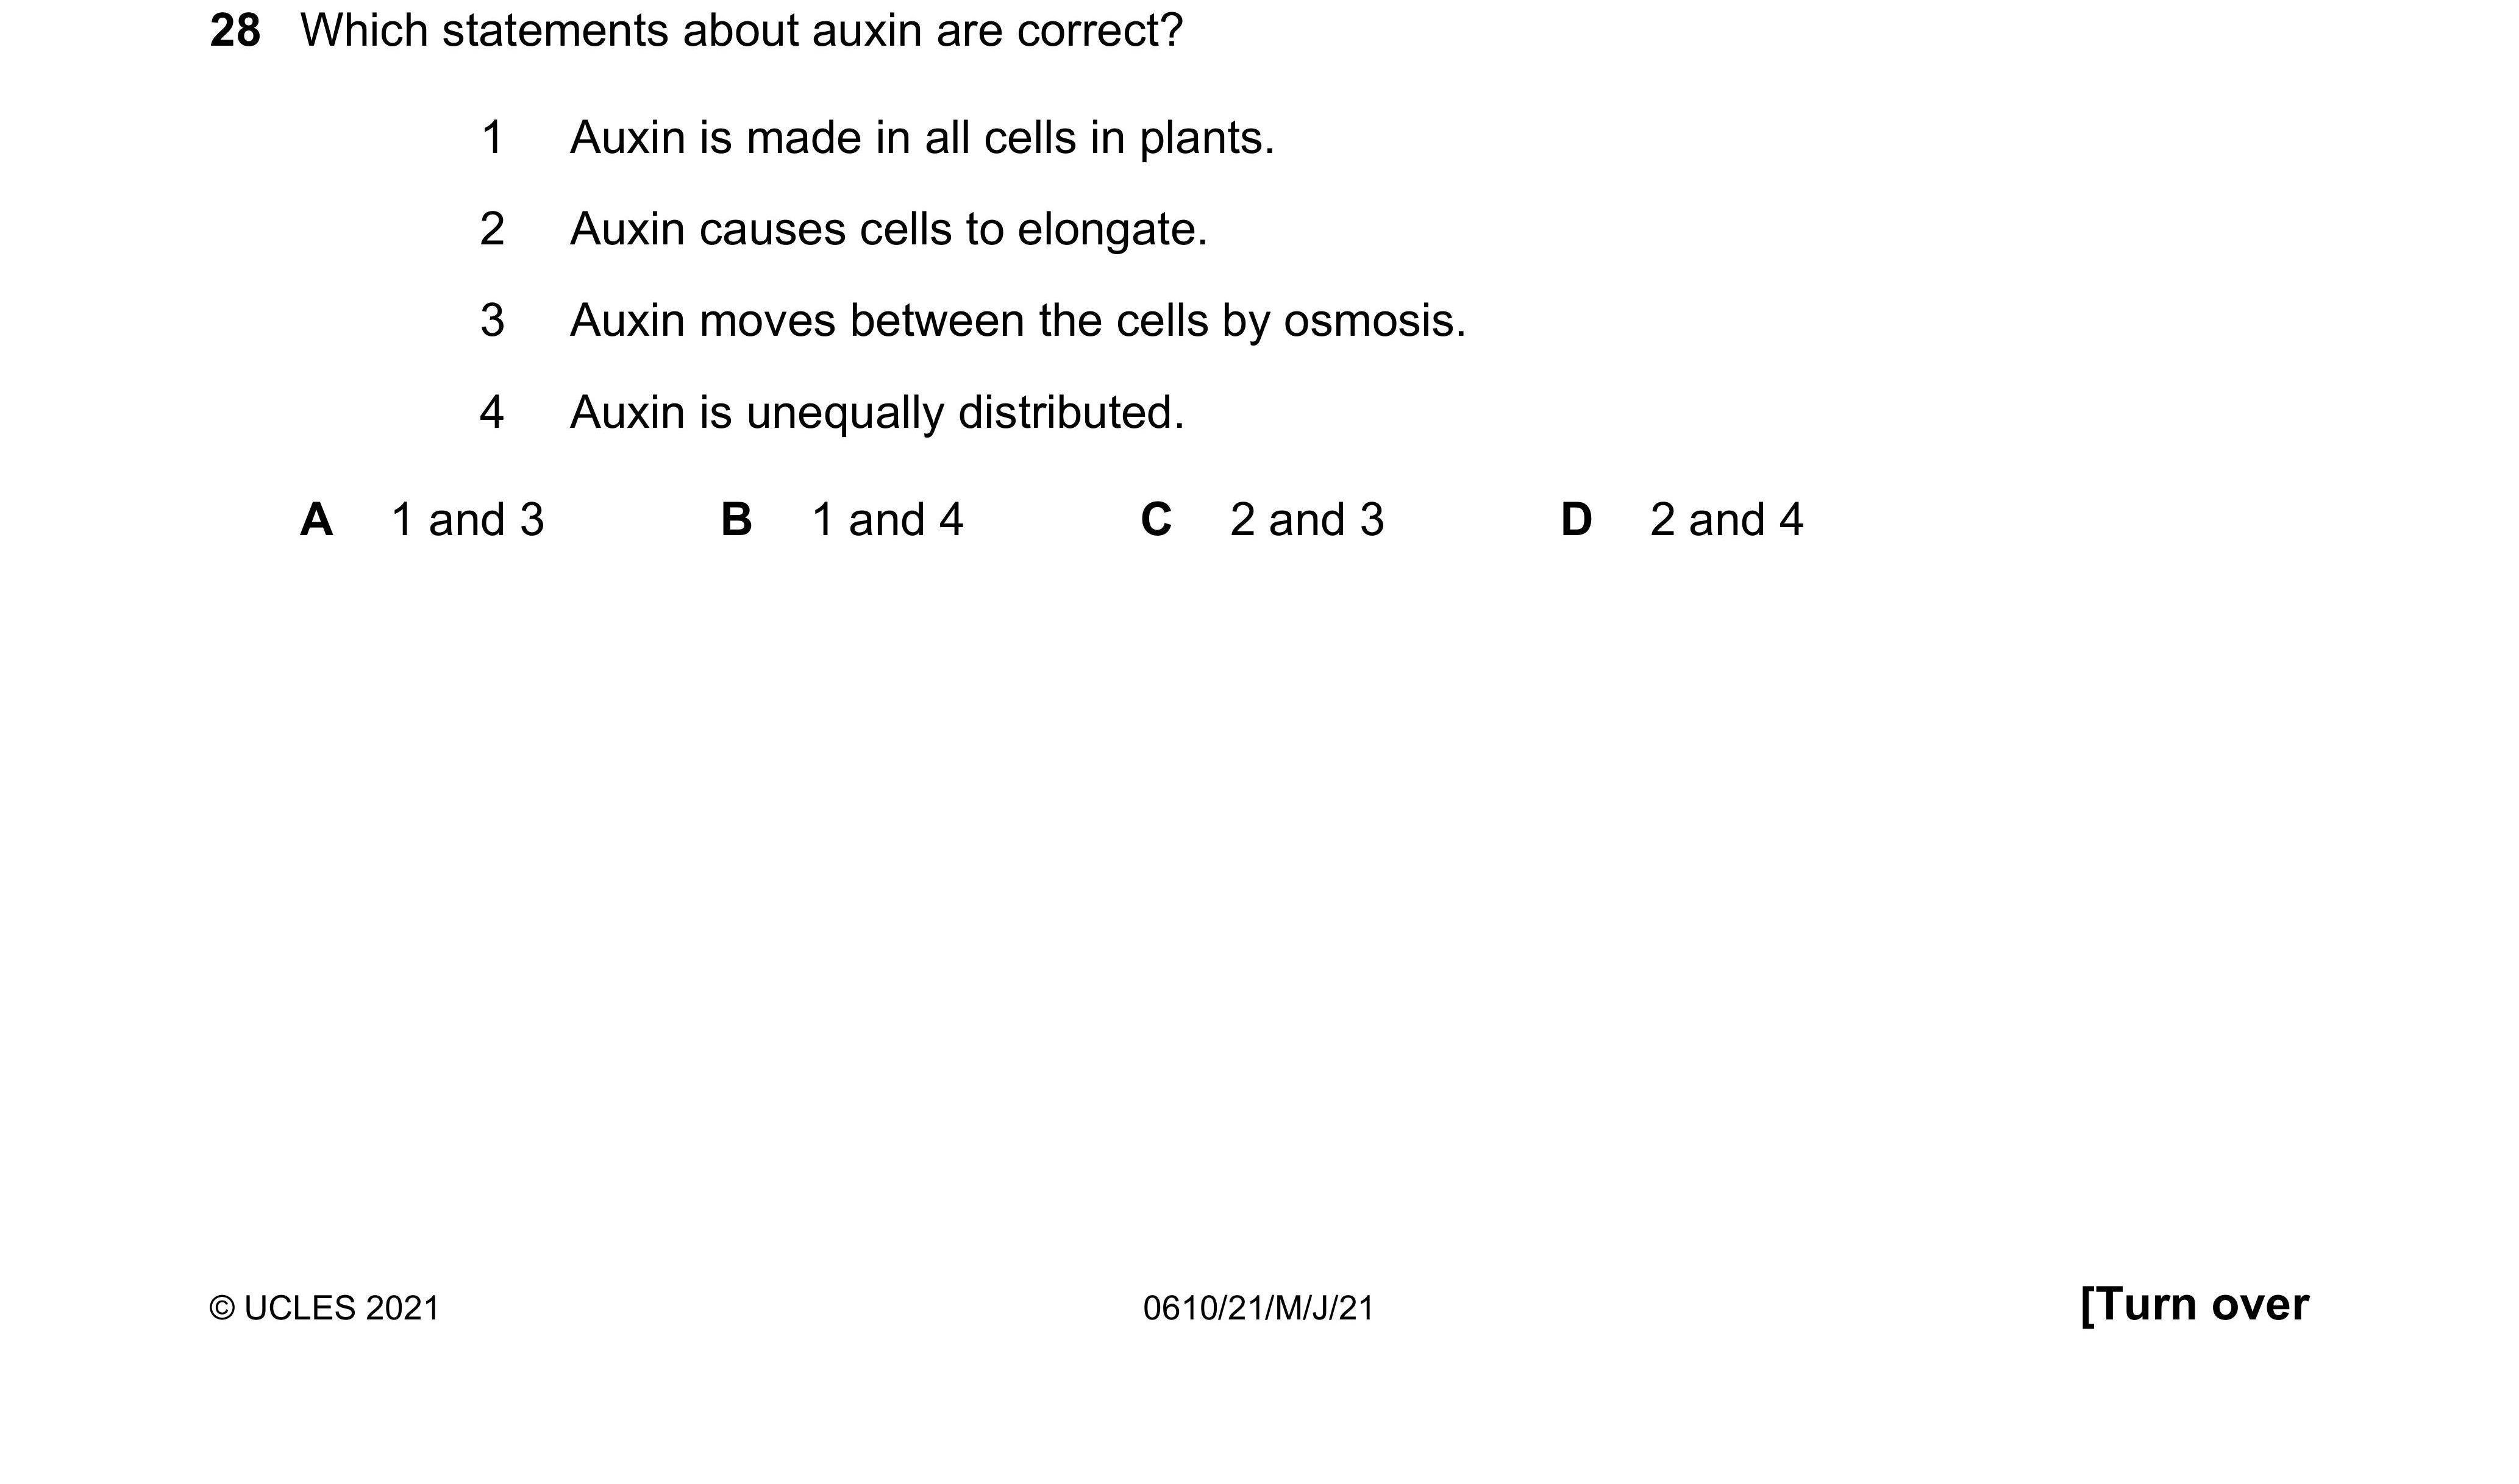 28 Which statements about auxin are correct?
1 Auxin is made in all cells in plants.
2 Auxin causes cells to elongate.
3 Auxin moves between the cells by osmosis.
4 Auxin is unequally distributed.
A 1 and 3 B 1 and 4 C 2 and 3 D 2 and 4
© UCLES 2021 0610/21/M/J/21 [Turn over